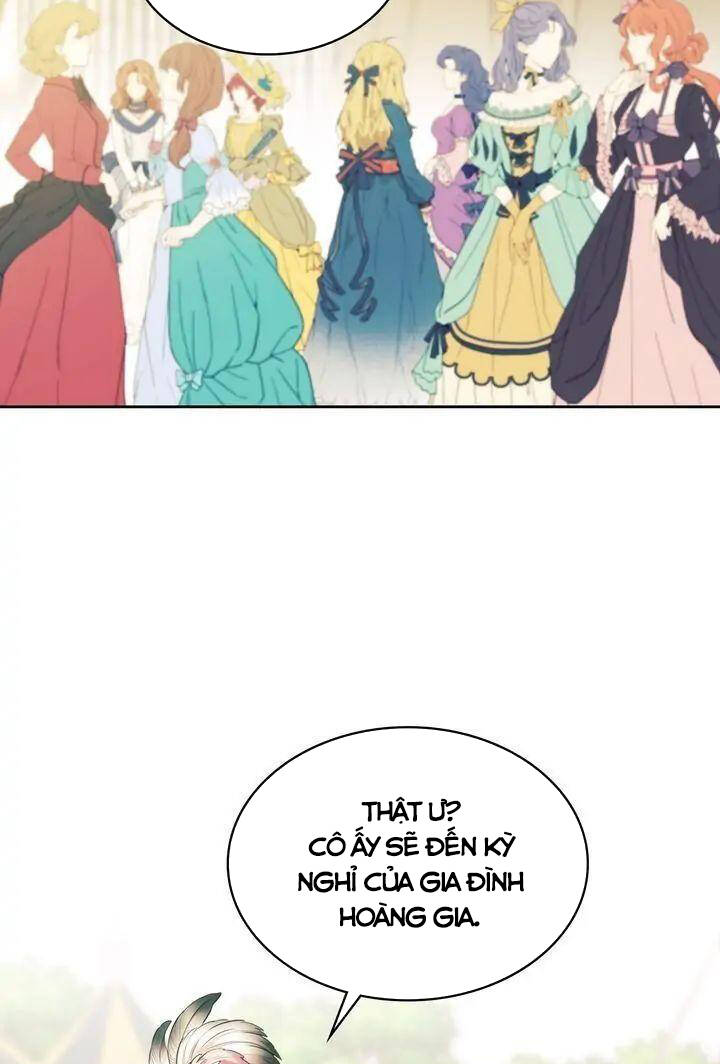 THẬT Ư?
CÔ ẤY SẼ ĐẾN KỲ
NGHỈ CỦA GIA ĐÌNH
HOÀNG GIA.